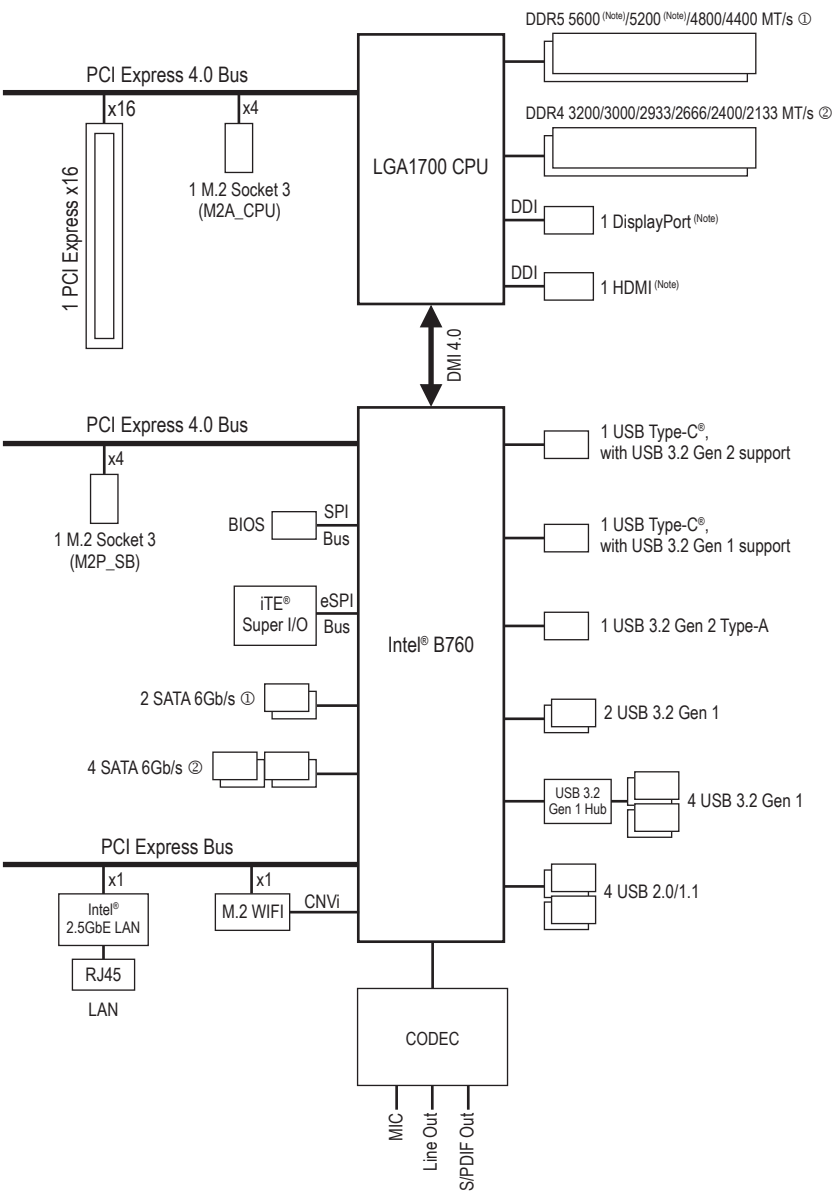 DDR5 5600 (Note)/5200 (Note)/4800/4400 MT/s ①
PCI Express 4.0 Bus
x16
x4
1 PCI Express x16
1 M.2 Socket 3
(M2A_CPU)
LGA1700 CPU
DDR4 3200/3000/2933/2666/2400/2133 MT/s ②
DDI
1 DisplayPort (Note)
DDI
1 HDMI (Note)
DMI 4.0
PCI Express 4.0 Bus
x4
1 M.2 Socket 3
(M2P_SB)
BIOS
SPI
Bus
iTE®
Super I/O
eSPI
Bus
Intel® B760
2 SATA 6Gb/s ①
4 SATA 6Gb/s ②
1 USB Type-C®,
with USB 3.2 Gen 2 support
1 USB Type-C®,
with USB 3.2 Gen 1 support
1 USB 3.2 Gen 2 Type-A
2 USB 3.2 Gen 1
USB 3.2
Gen 1 Hub
4 USB 3.2 Gen 1
4 USB 2.0/1.1
PCI Express Bus
x1
x1
Intel®
2.5GbE LAN
M.2 WIFI
CNVi
RJ45
LAN
CODEC
MIC
Line Out
S/PDIF Out